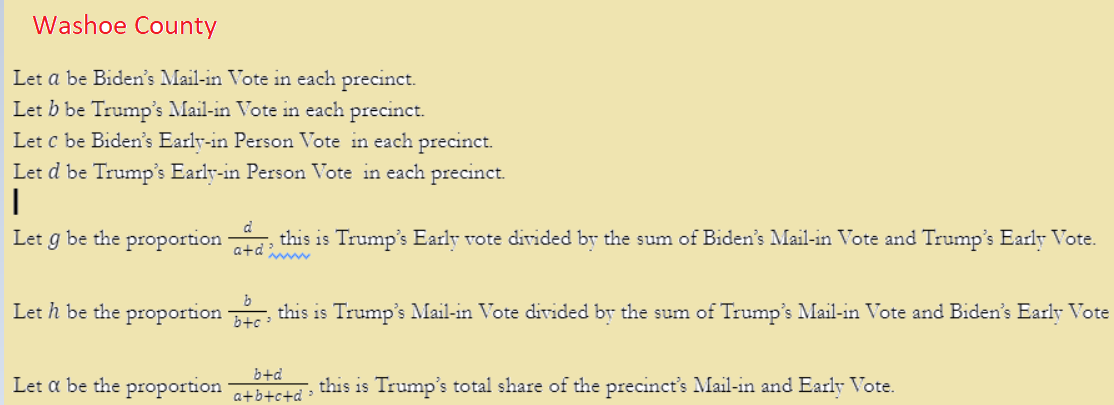 Washoe County
Let a be Biden's Mail-in Vote in each precinct.
Let b be Trump's Mail-in Vote in each precinct.
Let c be Biden's Early-in Person Vote in each precinct.
Let d be Trump's Early-in Person Vote in each precinct.
Let g be the proportion d/a+d, this is Trump's Early vote divided by the sum of Biden's Mail-in Vote and Trump's Early Vote.
Let h be the proportion b/b+c, this is Trump's Mail-in Vote divided by the sum of Trump's Mail-in Vote and Biden's Early Vote
Let α be the proportion b+d/a+b+c+d, this is Trump's total share of the precinct's Mail-in and Early Vote.